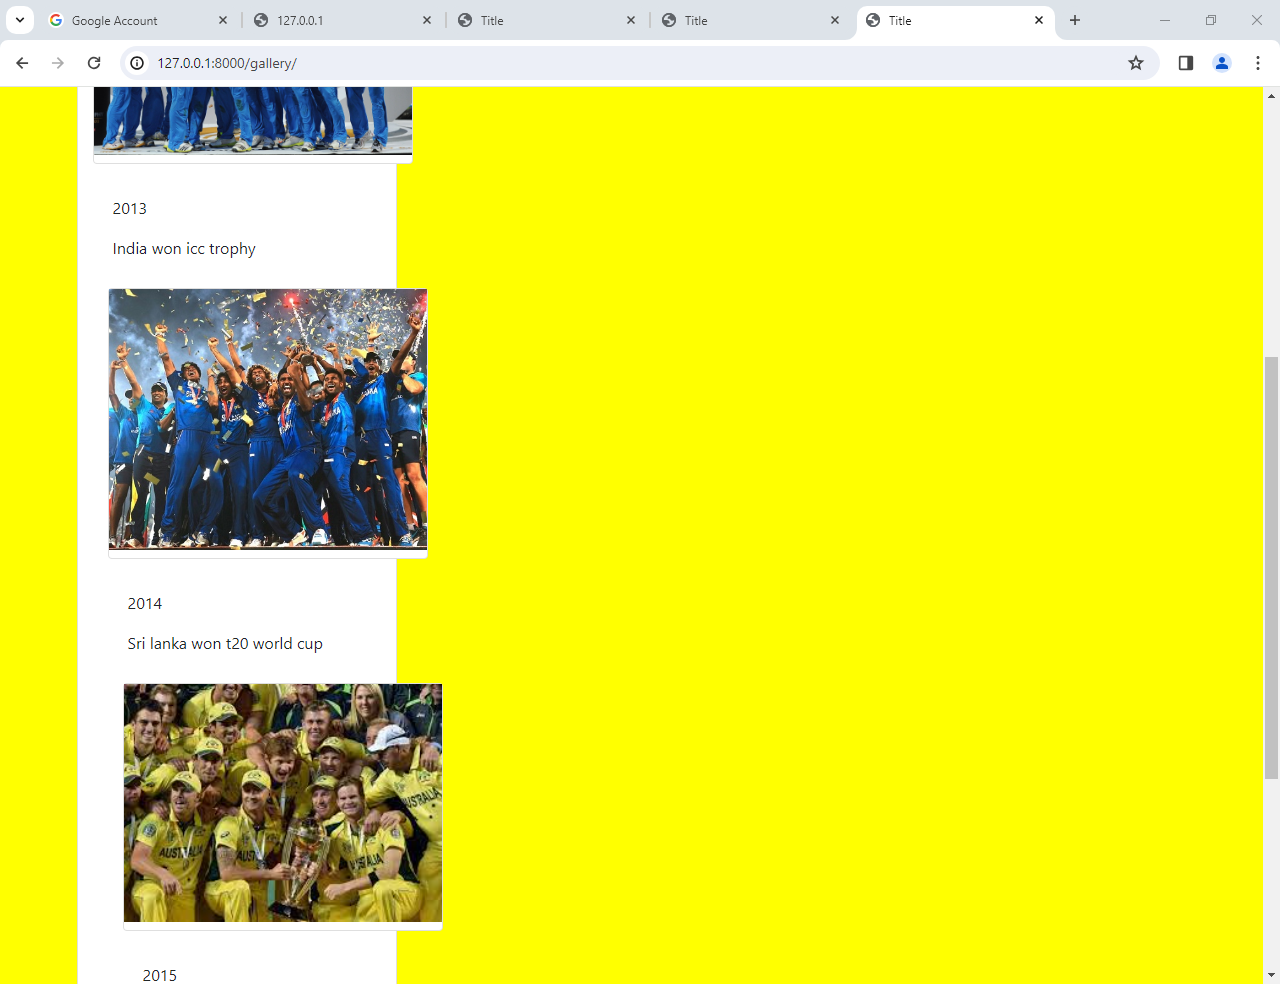 Google Account
127.0.0.1
Title
Title
Title
127.0.0.1:8000/gallery/
2013
India won icc trophy
2014
Sri lanka won t20 world cup
AUSTRALIA
2015